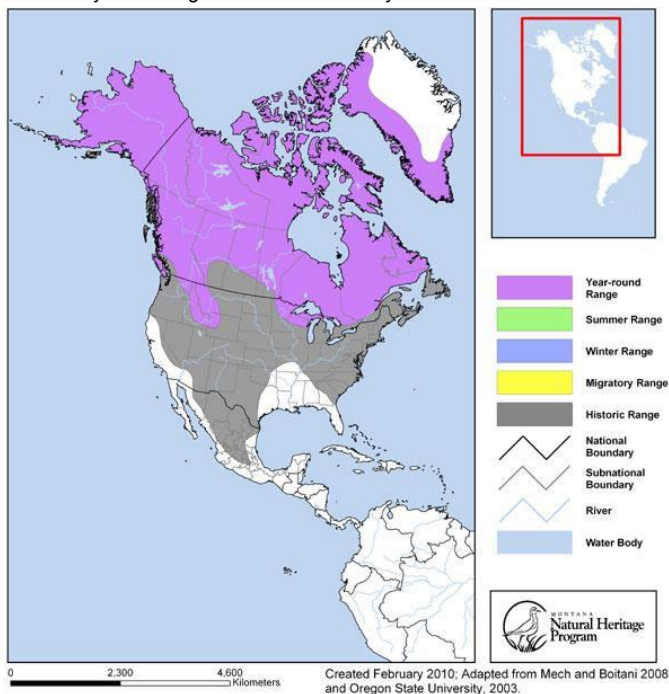 Year-round
Range
Summer Range
Winter Range
Migratory Range
Historic Range
National
Boundary
Subnational
Boundary
River
Water Body
MONTANA
Natural Heritage
Program
0 2,300 4,600
Kilometers
Created February 2010; Adapted from Mech and Boitani 2003
and Oregon State University, 2003.